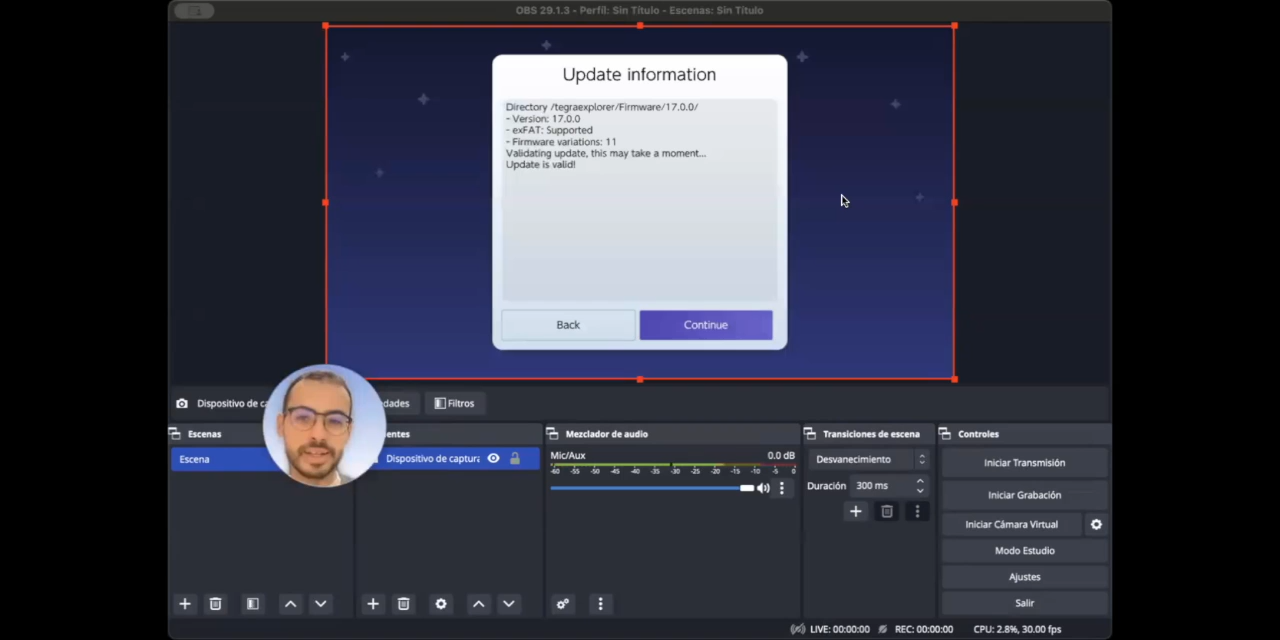 OBS 29.1.3 - Perfil: Sin Título - Escenas: Sin Título
Update information
Directory /tegraexplorer/Firmware/17.0.0/
- Version: 17.0.0
- exFAT: Supported
- Firmware variations: 11
Validating update, this may take a moment...
Update is valid!
Back
Continue
Dispositivo de ca
edades
Filtros
Escenas
entes
Mezclador de audio
Transiciones de escena
Controles
Escena
Dispositivo de captura
Mic/Aux
0.0 dB
-60 -55 -50 -45 -40 -35 -30 -25 -20 -15 -10 -5 0
Desvanecimiento
Duración
300 ms
Iniciar Transmisión
Iniciar Grabación
Iniciar Cámara Virtual
Modo Estudio
Ajustes
Salir
LIVE: 00:00:00
REC: 00:00:00
CPU: 2.8%, 30.00 fps